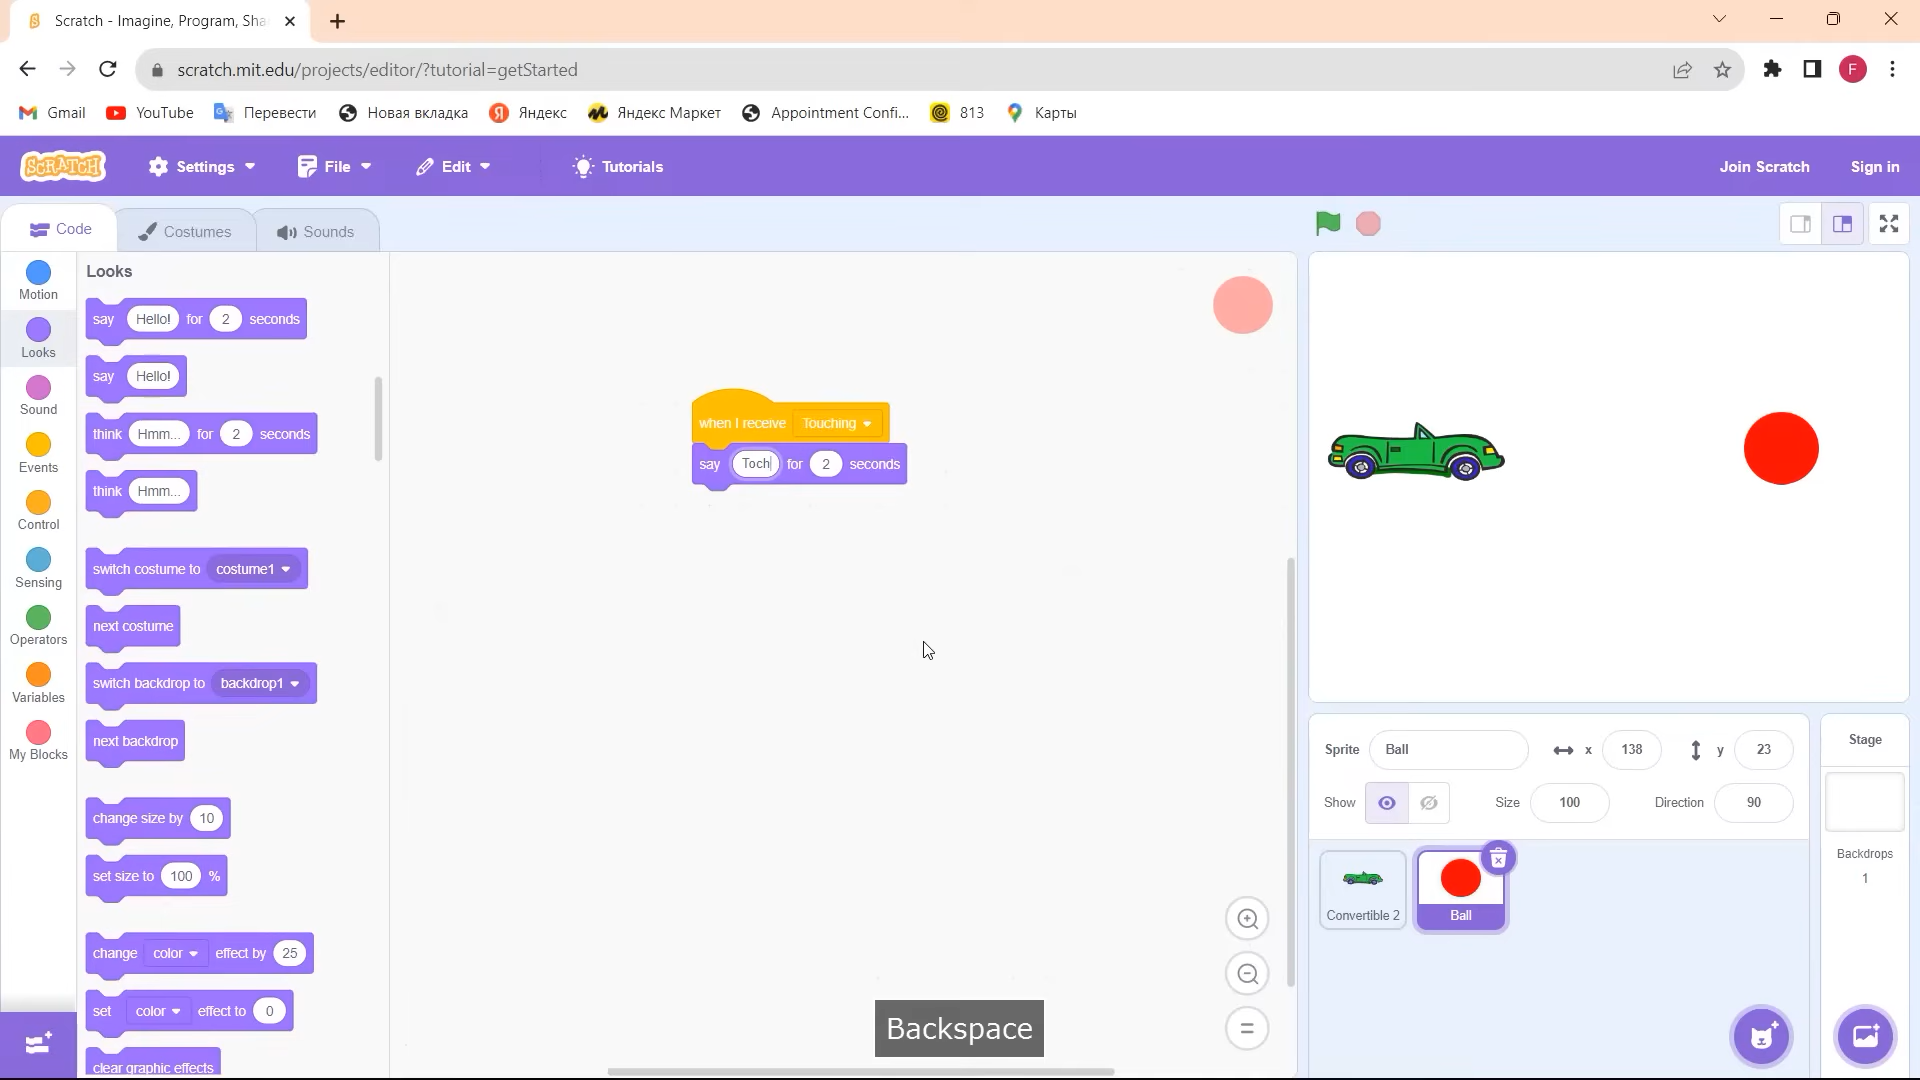 Scratch - Imagine, Program, Sha
scratch.mit.edu/projects/editor/?tutorial=getStarted
F
Gmail YouTube Перевести Новая вкладка Яндекс Яндекс Маркет Appointment Confi... 813 Карты
SCRATCH Settings File Edit Tutorials Join Scratch Sign in
Code Costumes Sounds
Motion
Looks
Sound
Events
Control
Sensing
Operators
Variables
My Blocks
Looks
say Hello! for 2 seconds
say Hello!
think Hmm... for 2 seconds
think Hmm...
switch costume to costume1
next costume
switch backdrop to backdrop1
next backdrop
change size by 10
set size to 100 %
change color effect by 25
set color effect to 0
clear graphic effects
when I receive Touching
say Toch for 2 seconds
Backspace
Sprite Ball x 138 y 23
Show Size 100 Direction 90
Convertible 2 Ball
Stage
Backdrops
1